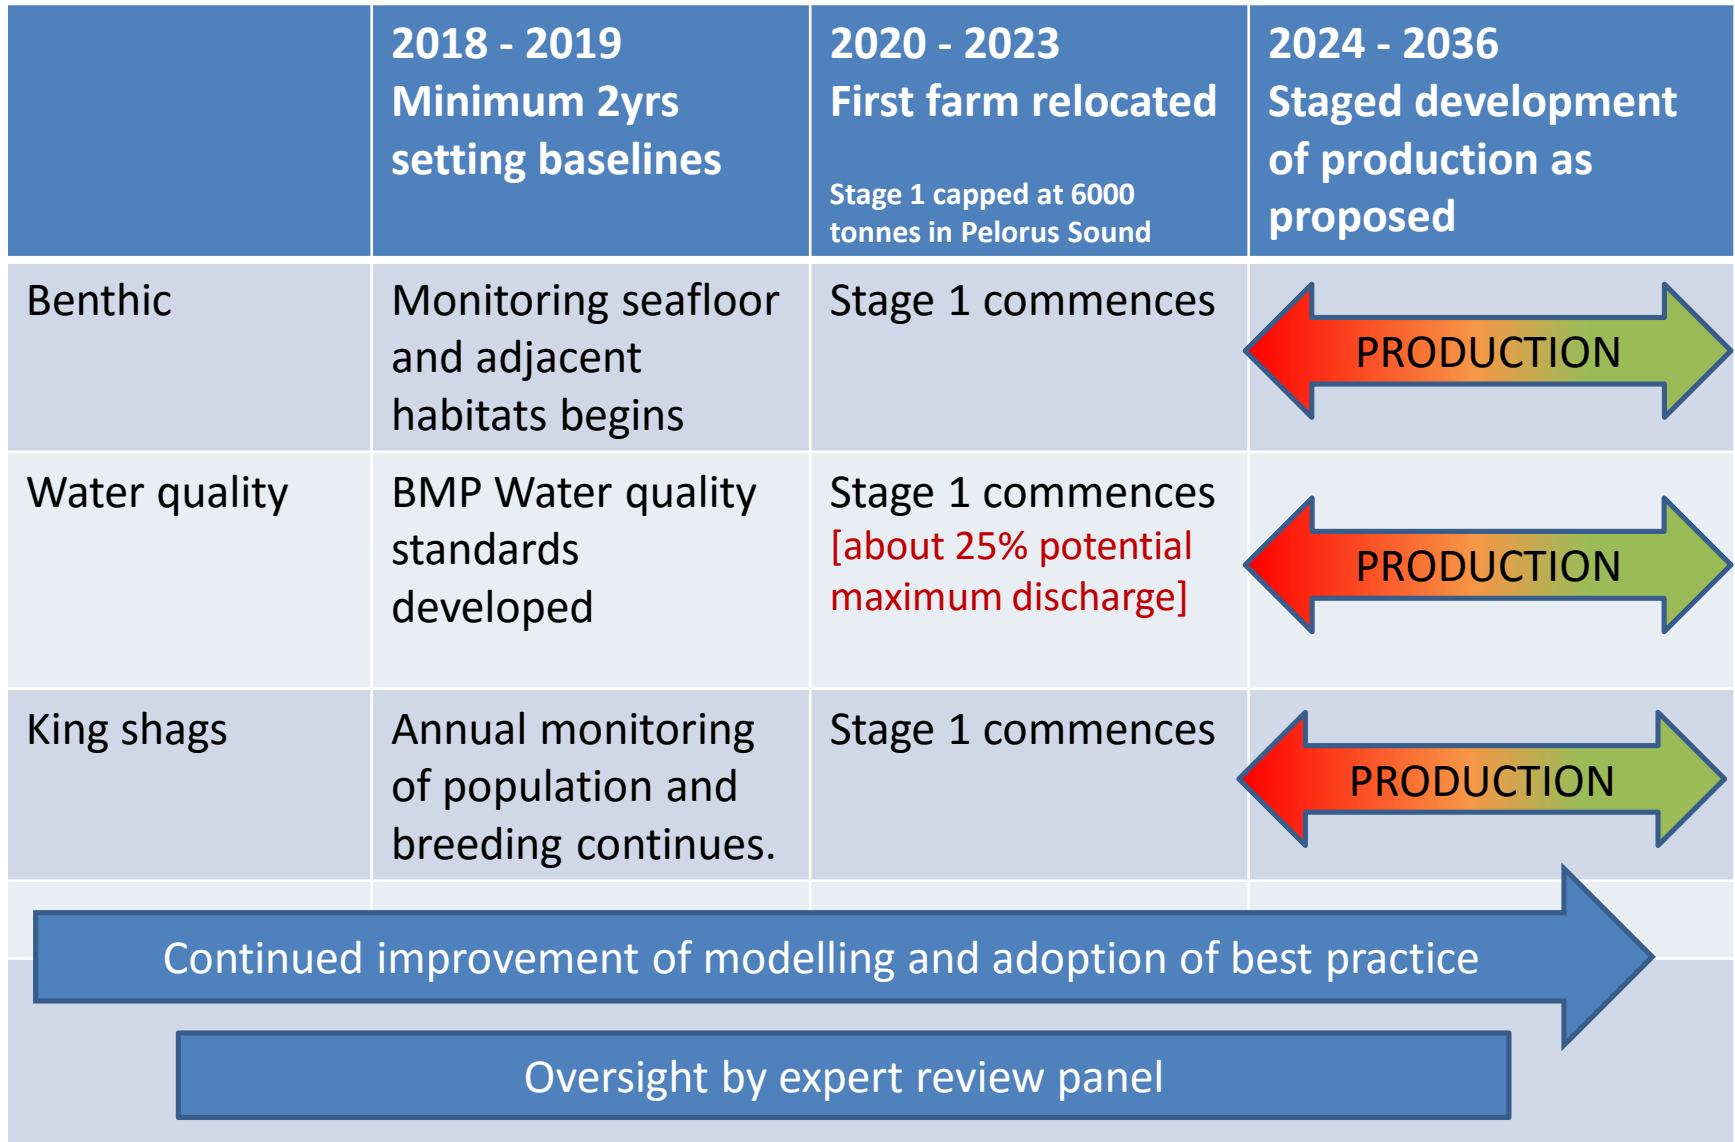 2018 - 2019
Minimum 2yrs
setting baselines
2020 - 2023
First farm relocated
Stage 1 capped at 6000
tonnes in Pelorus Sound
2024 - 2036
Staged development
of production as
proposed
Benthic
Monitoring seafloor
and adjacent
habitats begins
Stage 1 commences
PRODUCTION
Water quality
BMP Water quality
standards
developed
Stage 1 commences
[about 25% potential
maximum discharge]
PRODUCTION
King shags
Annual monitoring
of population and
breeding continues.
Stage 1 commences
PRODUCTION
Continued improvement of modelling and adoption of best practice
Oversight by expert review panel